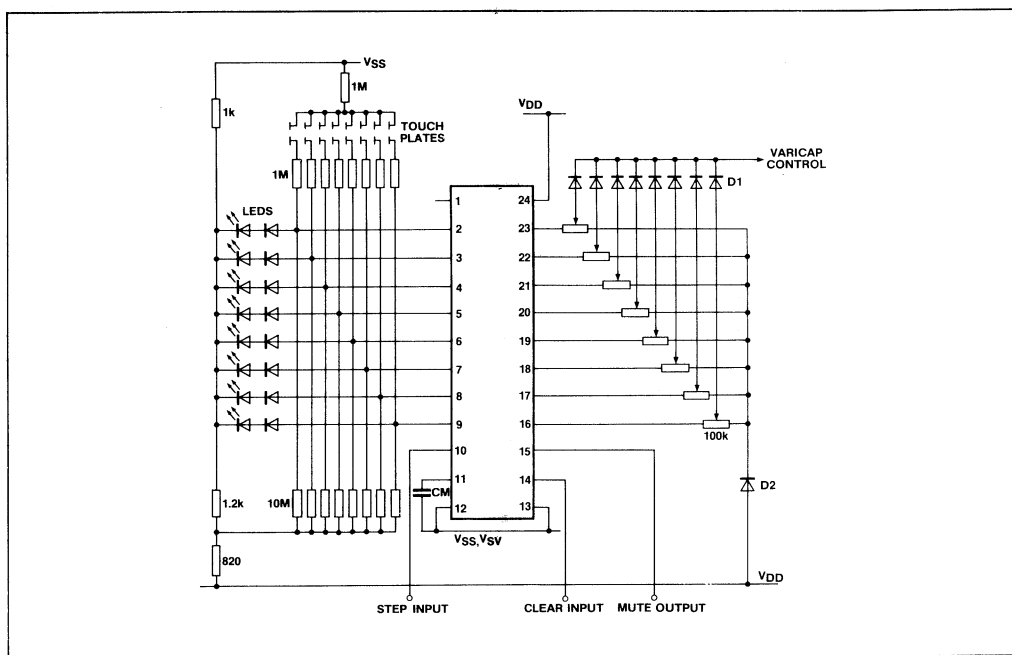 VSS
1M
1k
TOUCH
PLATES
VDD
VARICAP
CONTROL
1M
D1
LEDS
1
24
2
23
3
22
4
21
5
20
6
19
7
18
8
17
9
16
100k
10
15
11
14
CM
12
13
D2
1.2k
10M
VSS,VSV
820
VDD
STEP INPUT
CLEAR INPUT
MUTE OUTPUT